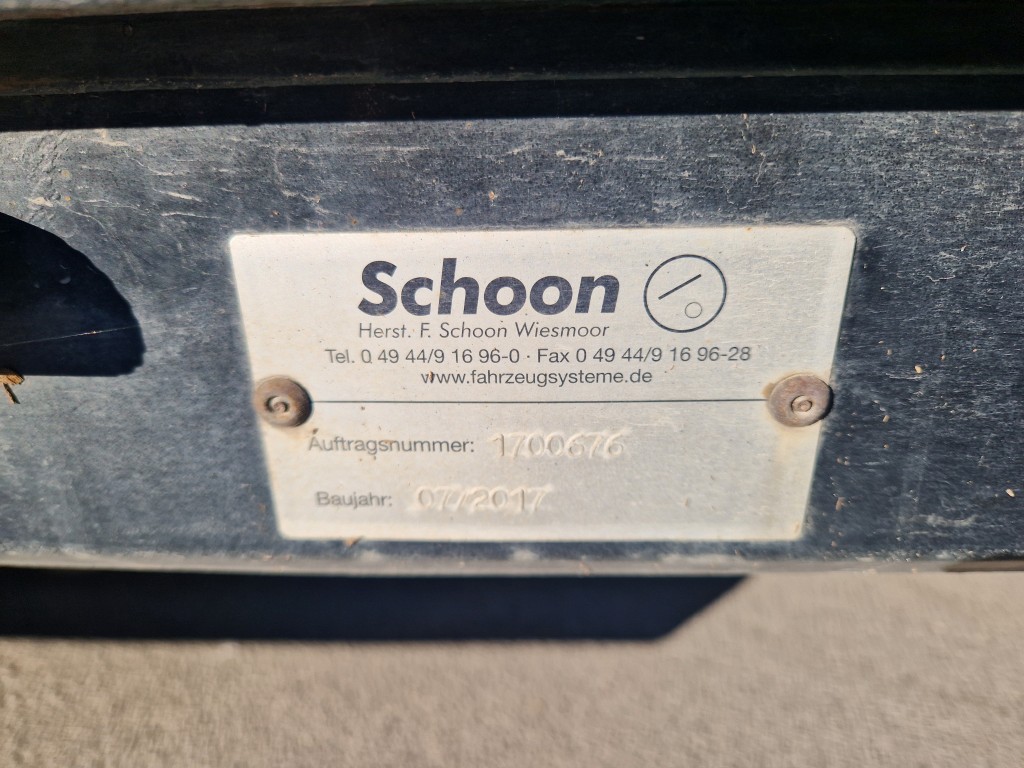 Schoon
Herst. F. Schoon Wiesmoor
Tel. 0 49 44/9 16 96-0 · Fax 0 49 44/9 16 96-28
www.fahrzeugsysteme.de
Auftragsnummer: 1700676
Baujahr: 07/2017